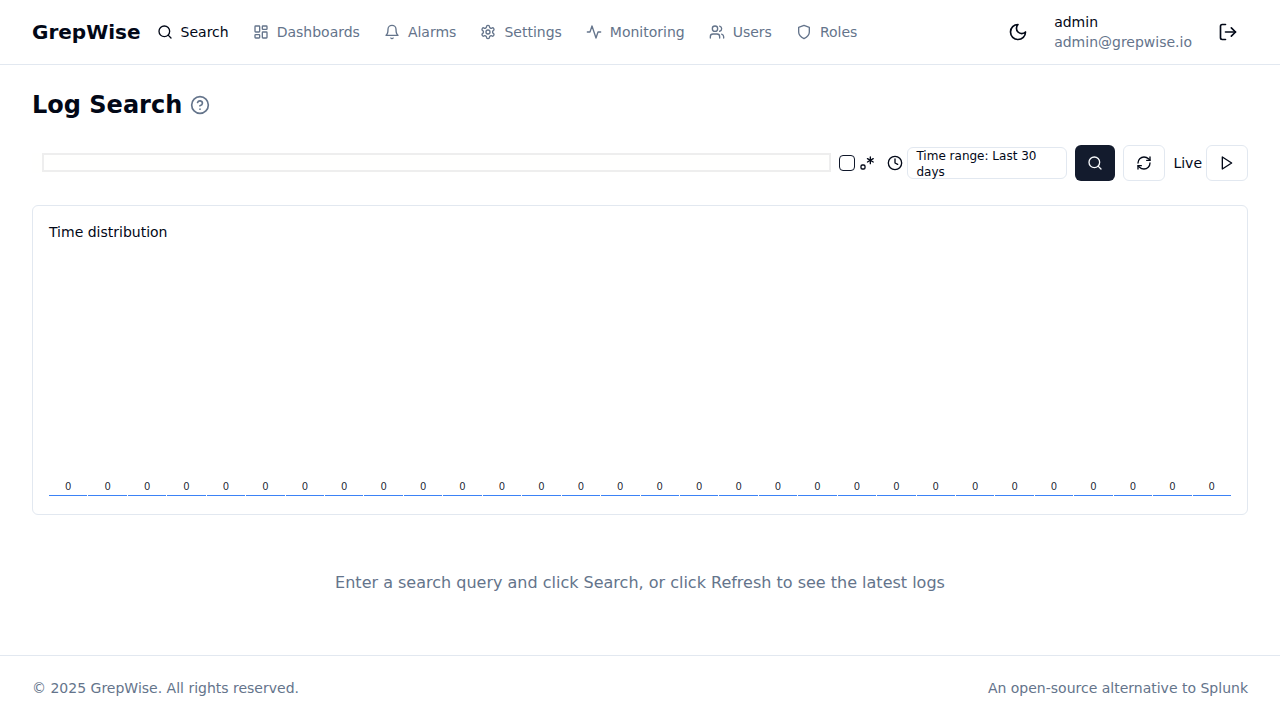 GrepWise Search Dashboards Alarms Settings Monitoring Users Roles admin
admin@grepwise.io
Log Search
Time range: Last 30 days
Live
Time distribution
0 0 0 0 0 0 0 0 0 0 0 0 0 0 0 0 0 0 0 0 0 0 0 0 0 0 0 0 0 0
Enter a search query and click Search, or click Refresh to see the latest logs
© 2025 GrepWise. All rights reserved. An open-source alternative to Splunk